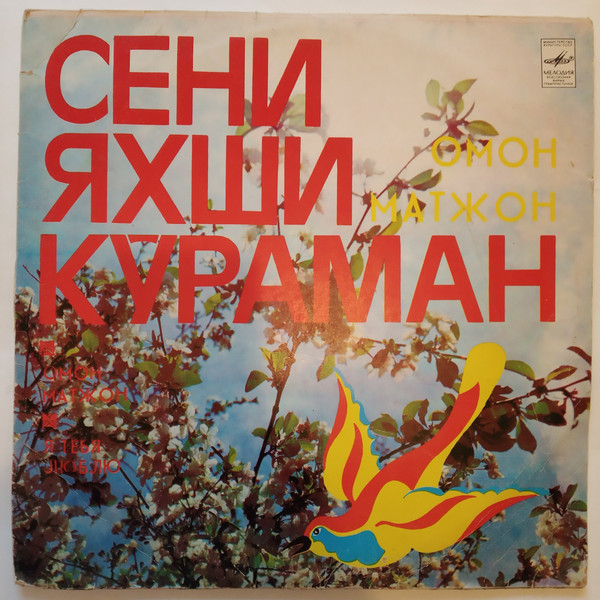 СЕНИ
ЯХШИ
КЎРАМАН
ОМОН
МАТЖОН
МЕЛОДИЯ
ОМОН
МАТЖОН
Я ТЕБЯ
ЛЮБЛЮ